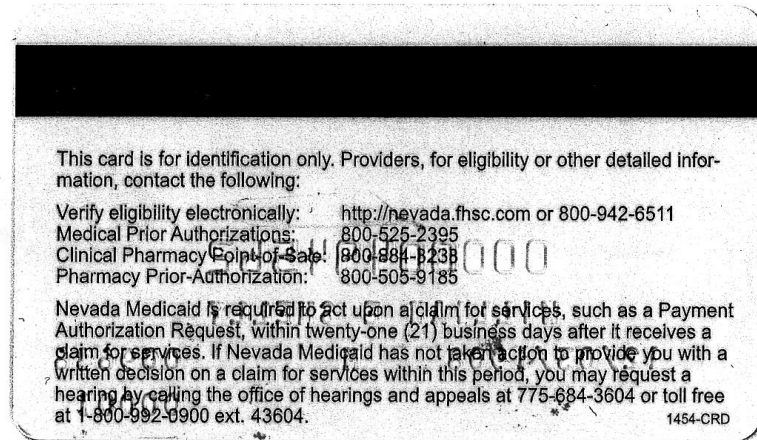 This card is for identification only. Providers, for eligibility or other detailed infor-
mation, contact the following:
Verify eligibility electronically: http://nevada.fhsc.com or 800-942-6511
Medical Prior Authorizations: 800-525-2395
Clinical Pharmacy Point-of-Sale: 800-884-3238
Pharmacy Prior-Authorization: 800-505-9185
Nevada Medicaid is required to act upon a claim for services, such as a Payment
Authorization Request, within twenty-one (21) business days after it receives a
claim for services. If Nevada Medicaid has not taken action to provide you with a
written decision on a claim for services within this period, you may request a
hearing by calling the office of hearings and appeals at 775-684-3604 or toll free
at 1-800-992-0900 ext. 43604.
1454-CRD